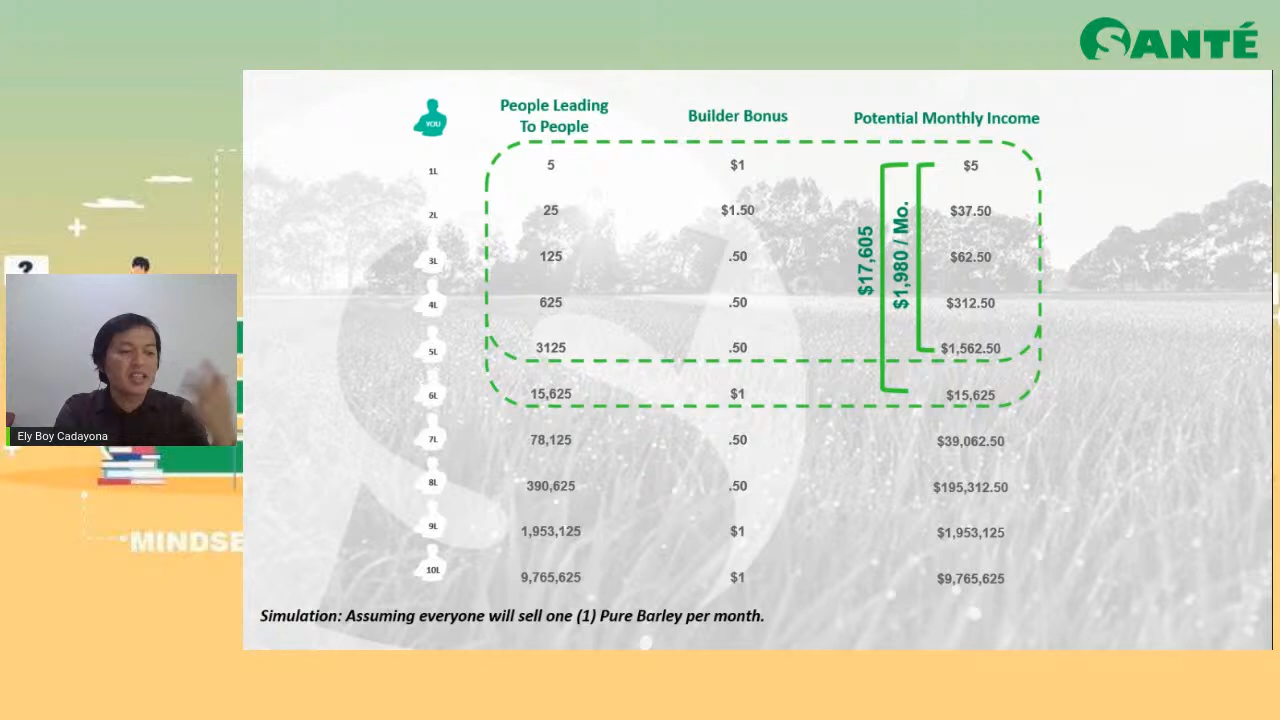 SANTÉ
YOU
People Leading
To People
Builder Bonus
Potential Monthly Income
1L 5 $1 $5
2L 25 $1.50 $37.50
3L 125 .50 $62.50
4L 625 .50 $312.50
5L 3125 .50 $1,562.50
6L 15,625 $1 $15,625
7L 78,125 .50 $39,062.50
8L 390,625 .50 $195,312.50
9L 1,953,125 $1 $1,953,125
10L 9,765,625 $1 $9,765,625
$17,605
$1,980 / Mo.
Simulation: Assuming everyone will sell one (1) Pure Barley per month.
?
Ely Boy Cadayona
MINDSE